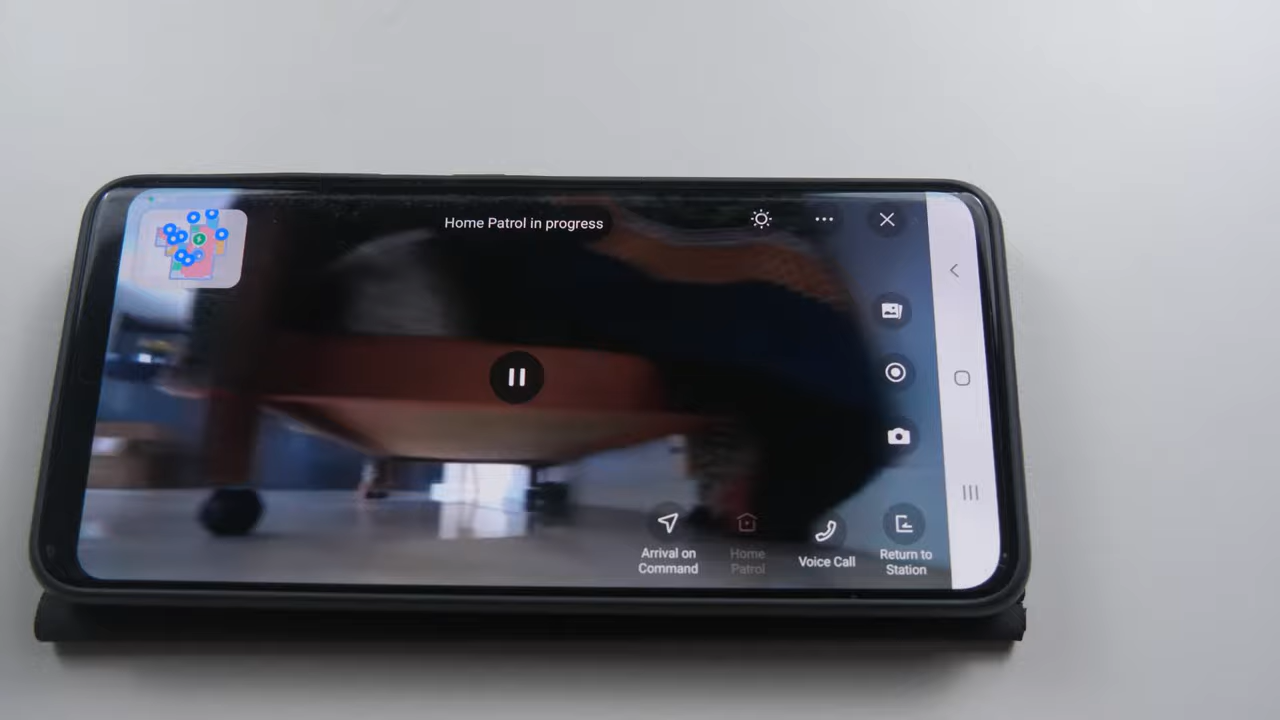 Home Patrol in progress
Arrival on
Command
Home
Patrol
Voice Call
Return to
Station